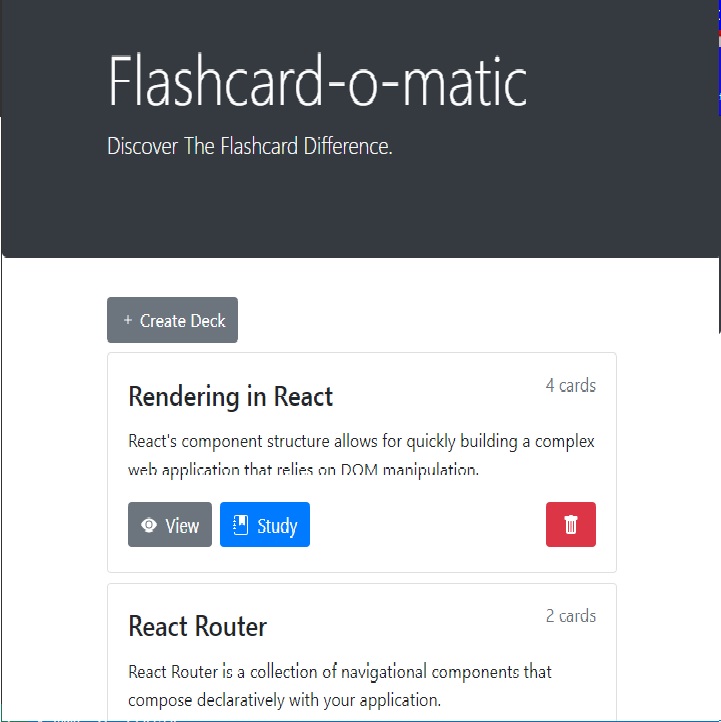 Flashcard-o-matic
Discover The Flashcard Difference.
+ Create Deck
Rendering in React
4 cards
React's component structure allows for quickly building a complex
web application that relies on DOM manipulation.
View
Study
React Router
2 cards
React Router is a collection of navigational components that
compose declaratively with your application.